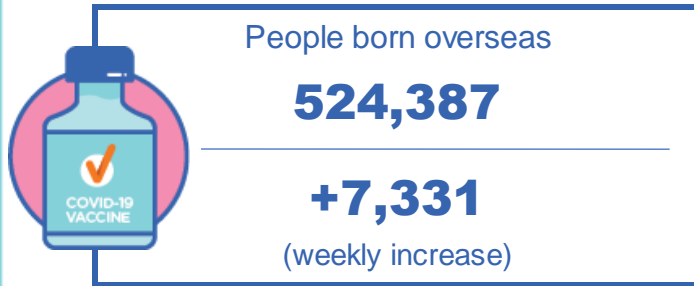 People born overseas
524,387
+7,331
(weekly increase)
COVID-19
VACCINE